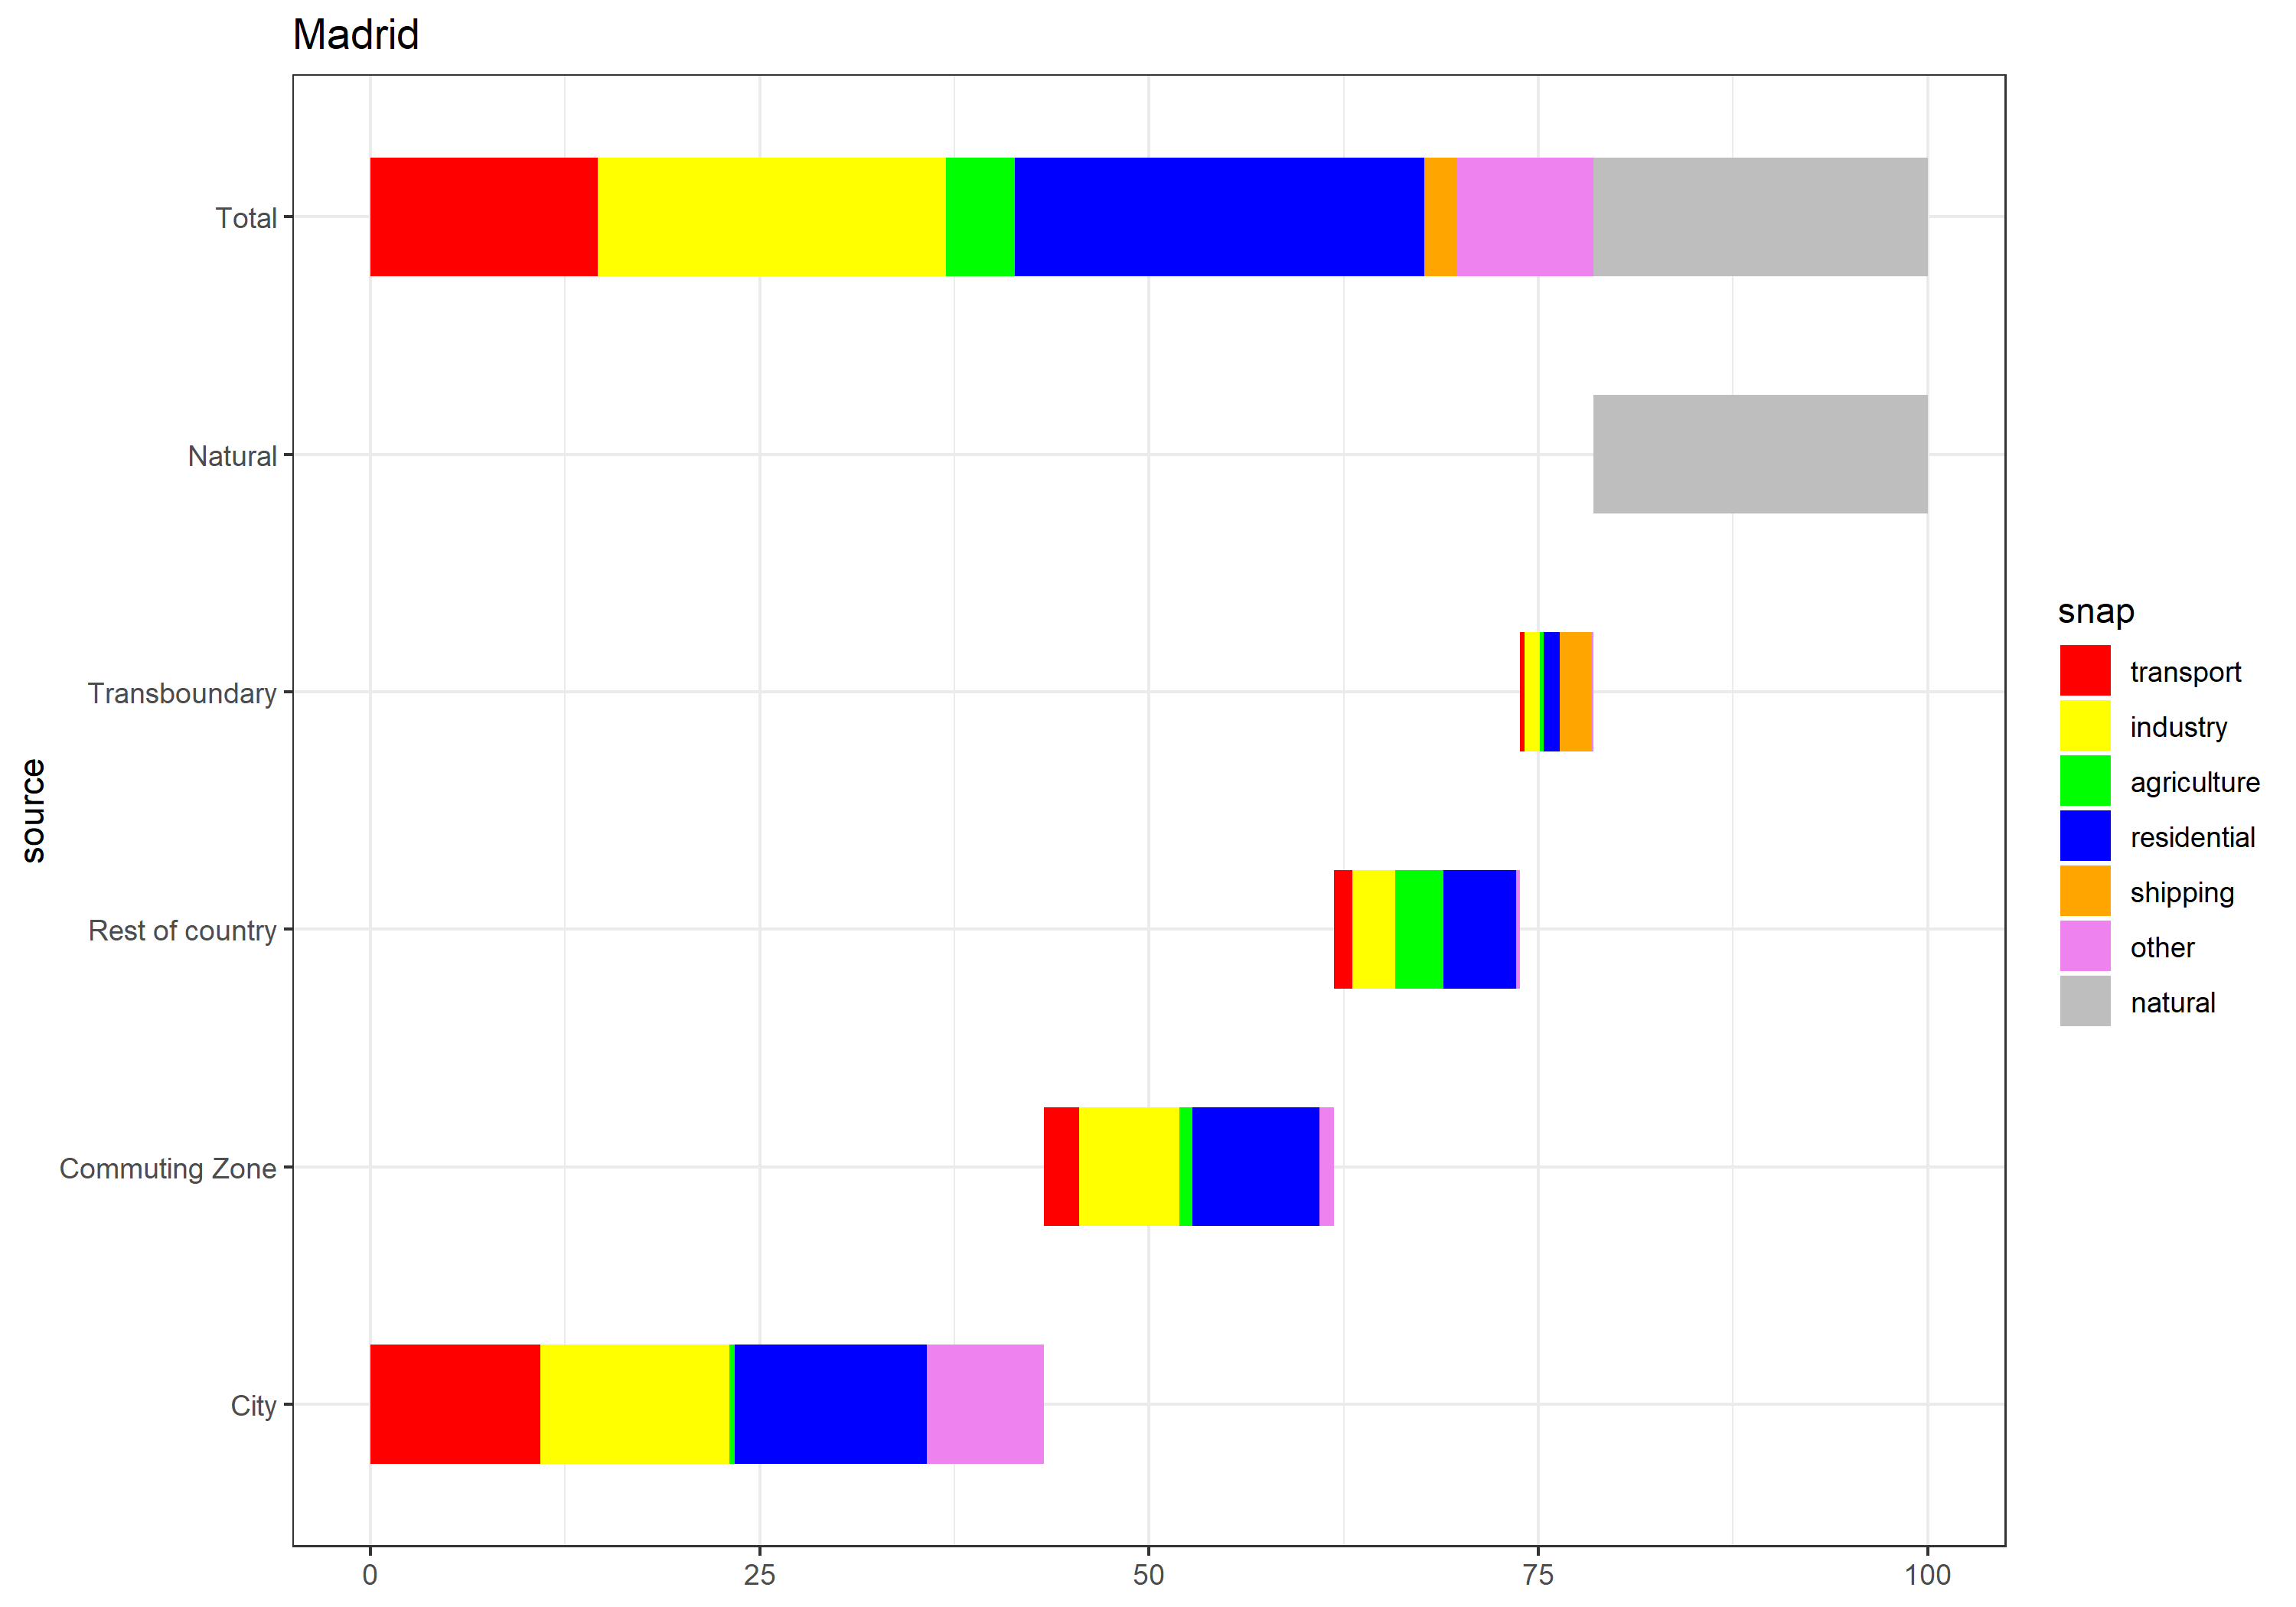 Madrid
source
Total
Natural
Transboundary
Rest of country
Commuting Zone
City
0 25 50 75 100
snap
transport
industry
agriculture
residential
shipping
other
natural